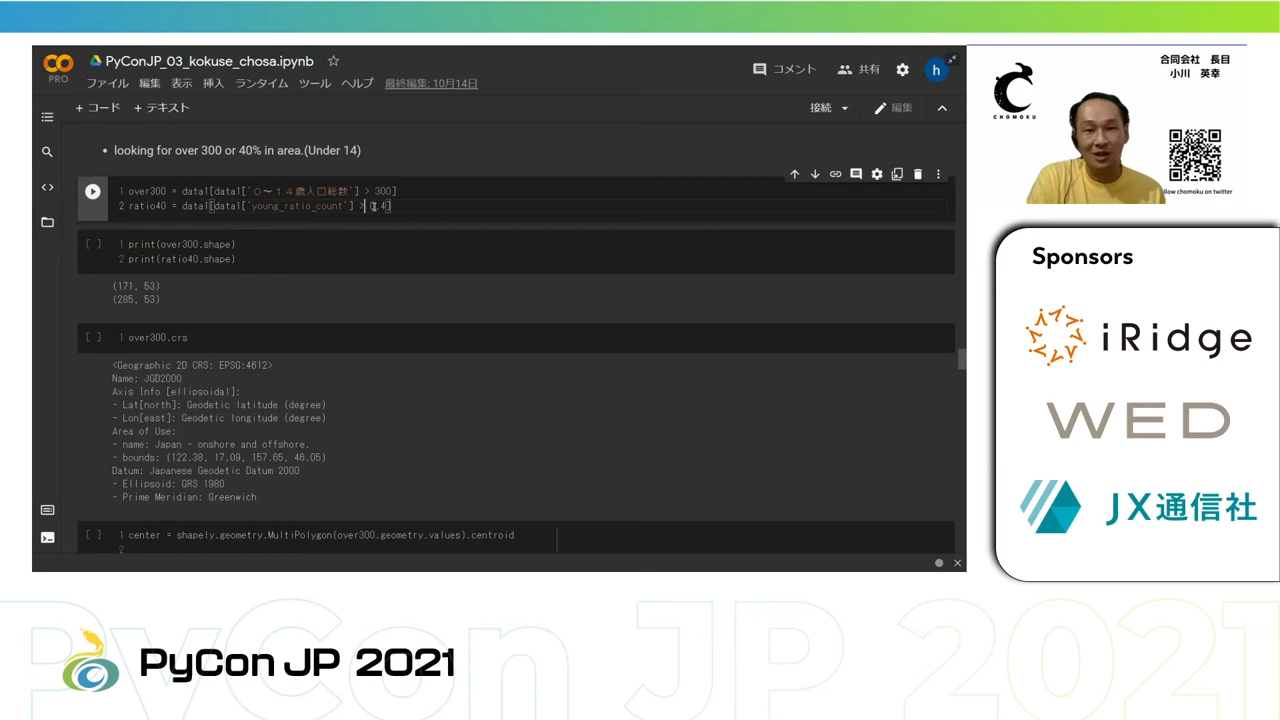 PyConJP_03_kokuse_chosa.ipynb
PRO
ファイル 編集 表示 挿入 ランタイム ツール ヘルプ 最終編集: 10月14日
コメント 共有 h
+ コード + テキスト
接続 編集
• looking for over 300 or 40% in area.(Under 14)
1 over300 = data1[data1['０～１４歳人口総数'] > 300]
2 ratio40 = data1[data1['young_ratio_count'] > 0.4]
[ ] 1 print(over300.shape)
2 print(ratio40.shape)
(171, 53)
(285, 53)
[ ] 1 over300.crs
<Geographic 2D CRS: EPSG:4612>
Name: JGD2000
Axis Info [ellipsoidal]:
- Lat[north]: Geodetic latitude (degree)
- Lon[east]: Geodetic longitude (degree)
Area of Use:
- name: Japan - onshore and offshore.
- bounds: (122.38, 17.09, 157.65, 46.05)
Datum: Japanese Geodetic Datum 2000
- Ellipsoid: GRS 1980
- Prime Meridian: Greenwich
[ ] 1 center = shapely.geometry.MultiPolygon(over300.geometry.values).centroid
2
合同会社 長目
小川 英幸
CHOMOKU
llow chomoku on twitter
Sponsors
iRidge
WED
JX通信社
PyCon JP 2021
PyCon JP 2021